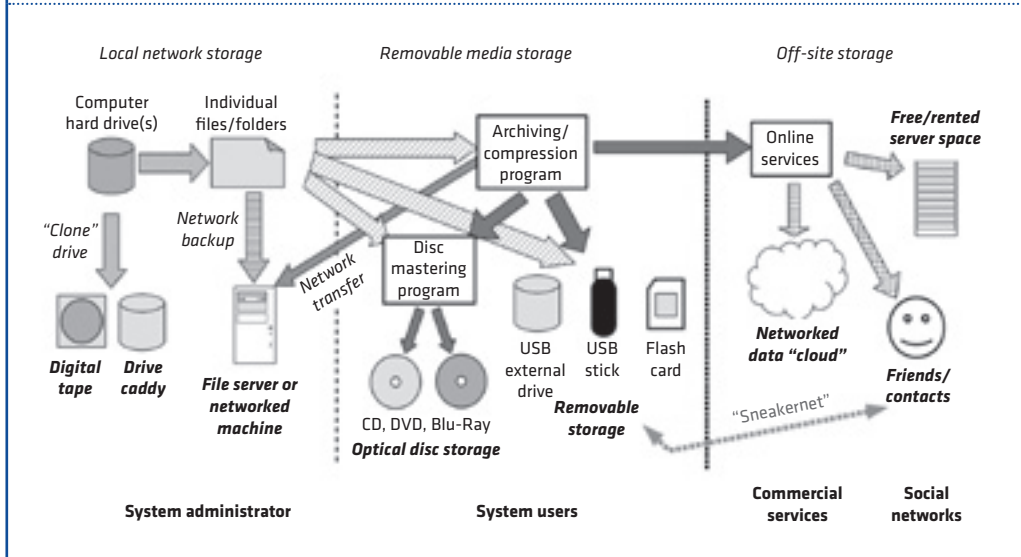 Local network storage
Removable media storage
Off-site storage
Computer
hard drive(s)
Individual
files/folders
Archiving/
compression
program
Online
services
Free/rented
server space
"Clone"
drive
Network
backup
Network
transfer
Disc
mastering
program
Digital
tape
Drive
caddy
File server or
networked
machine
CD, DVD, Blu-Ray
Optical disc storage
USB
external
drive
USB
stick
Flash
card
Removable
storage
Networked
data "cloud"
Friends/
contacts
"Sneakernet"
System administrator
System users
Commercial
services
Social
networks